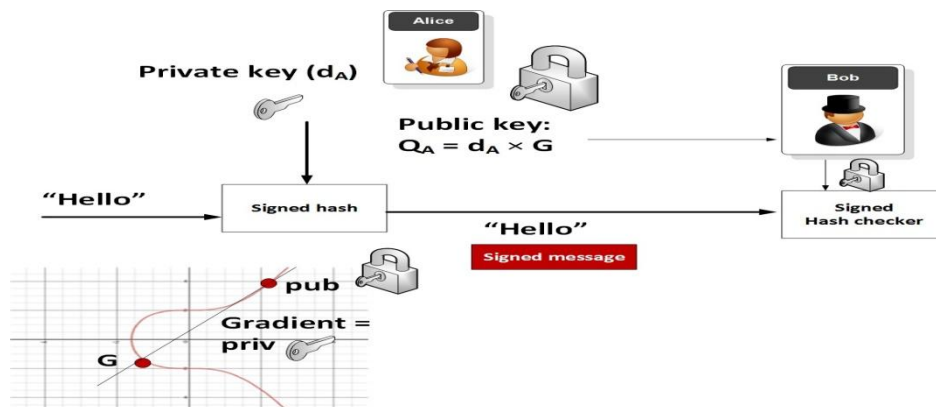 Alice
Private key (dA)
Bob
Public key:
QA = dA × G
“Hello”
Signed hash
Signed
Hash checker
“Hello”
Signed message
pub
Gradient =
priv
G